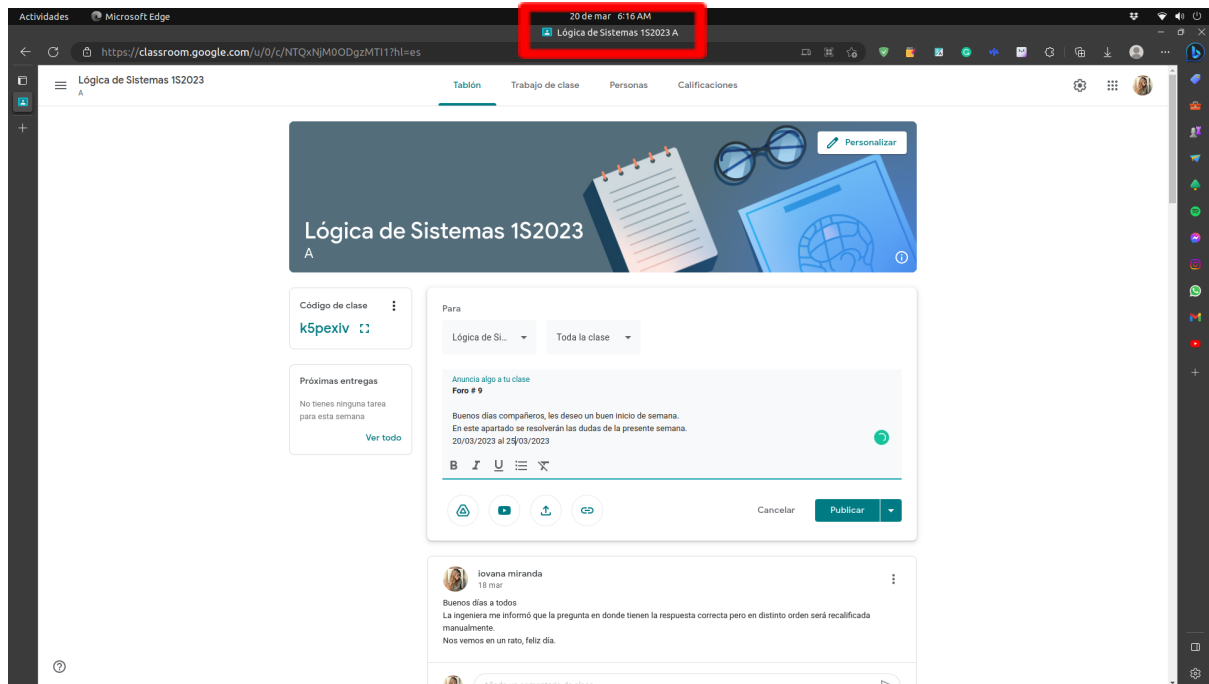 Actividades Microsoft Edge 20 de mar 6:16 AM
Lógica de Sistemas 1S2023 A
https://classroom.google.com/u/0/c/NTQxNjM0ODgzMTI1?hl=es
Lógica de Sistemas 1S2023
A
Tablón Trabajo de clase Personas Calificaciones
Personalizar
Lógica de Sistemas 1S2023
A
Código de clase
k5pexiv
Próximas entregas
No tienes ninguna tarea
para esta semana
Ver todo
Para
Lógica de Si... Toda la clase
Anuncia algo a tu clase
Foro # 9
Buenos días compañeros, les deseo un buen inicio de semana.
En este apartado se resolverán las dudas de la presente semana.
20/03/2023 al 25/03/2023
B I U
Cancelar Publicar
iovana miranda
18 mar
Buenos días a todos
La ingeniera me informó que la pregunta en donde tienen la respuesta correcta pero en distinto orden será recalificada
manualmente.
Nos vemos en un rato, feliz día.